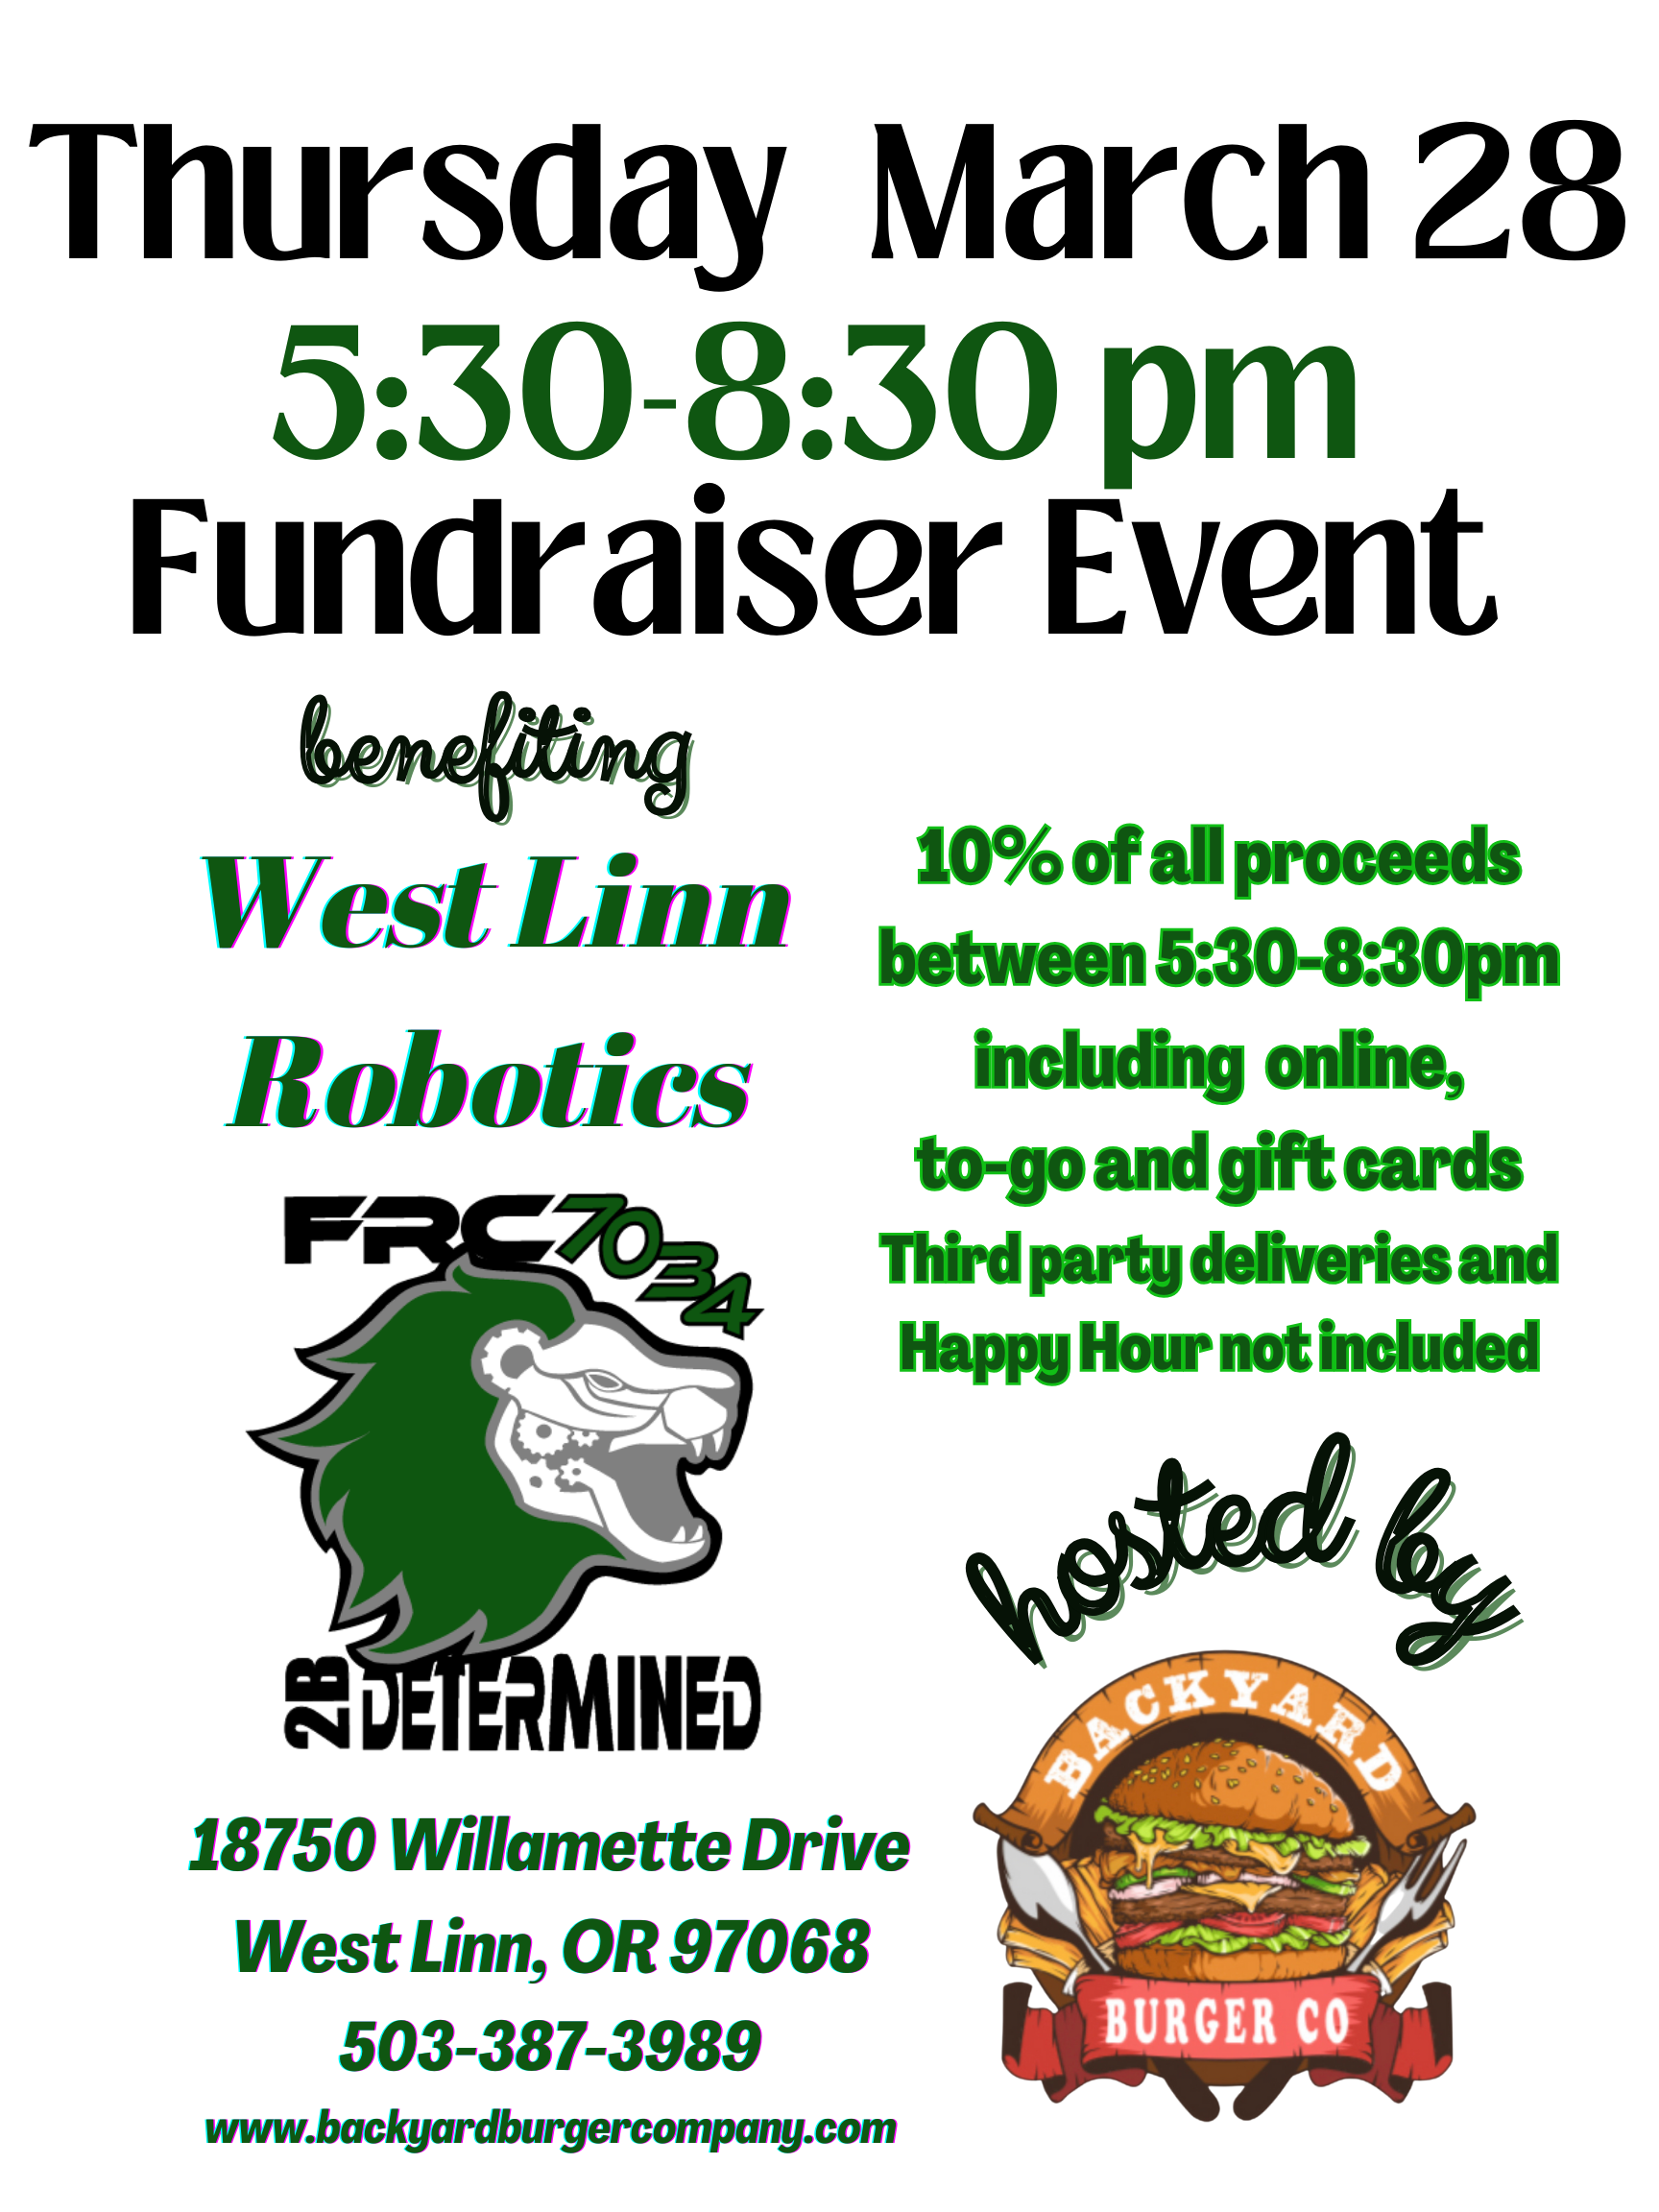 Thursday March 28
5:30-8:30 pm
Fundraiser Event
benefiting
West Linn
Robotics
FRC7034
2B DETERMINED
18750 Willamette Drive
West Linn, OR 97068
503-387-3989
www.backyardburgercompany.com
10% of all proceeds
between 5:30-8:30pm
including online,
to-go and gift cards
Third party deliveries and
Happy Hour not included
hosted by
BACKYARD
BURGER CO